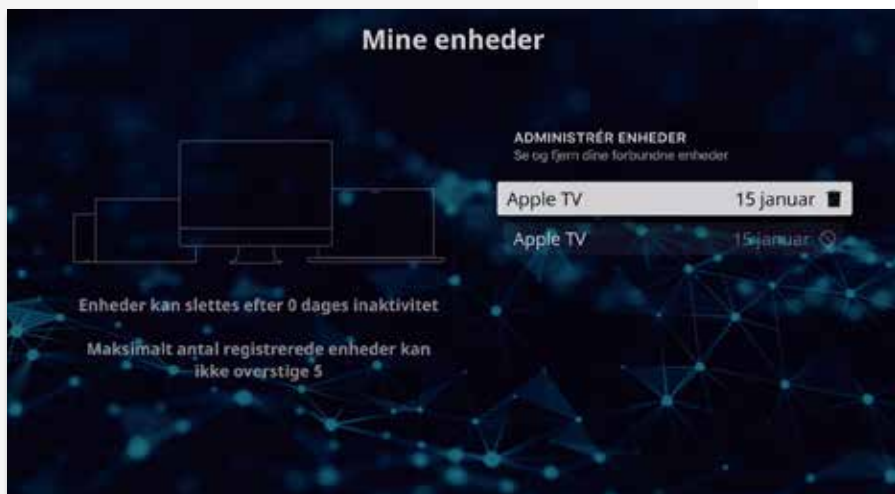 Mine enheder
ADMINISTRÉR ENHEDER
Se og fjern dine forbundne enheder
Apple TV 15 januar
Apple TV 15 januar
Enheder kan slettes efter 0 dages inaktivitet
Maksimalt antal registrerede enheder kan
ikke overstige 5